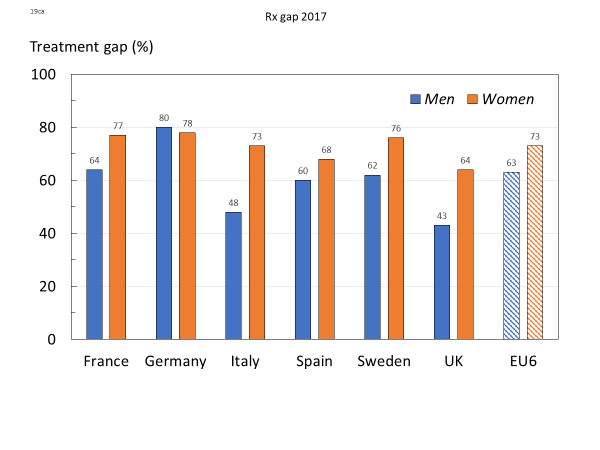 19ca
Rx gap 2017
Treatment gap (%)
100
Men Women
80
60
40
20
0
64 77
80 78
48 73
60 68
62 76
43 64
63 73
France Germany Italy Spain Sweden UK EU6